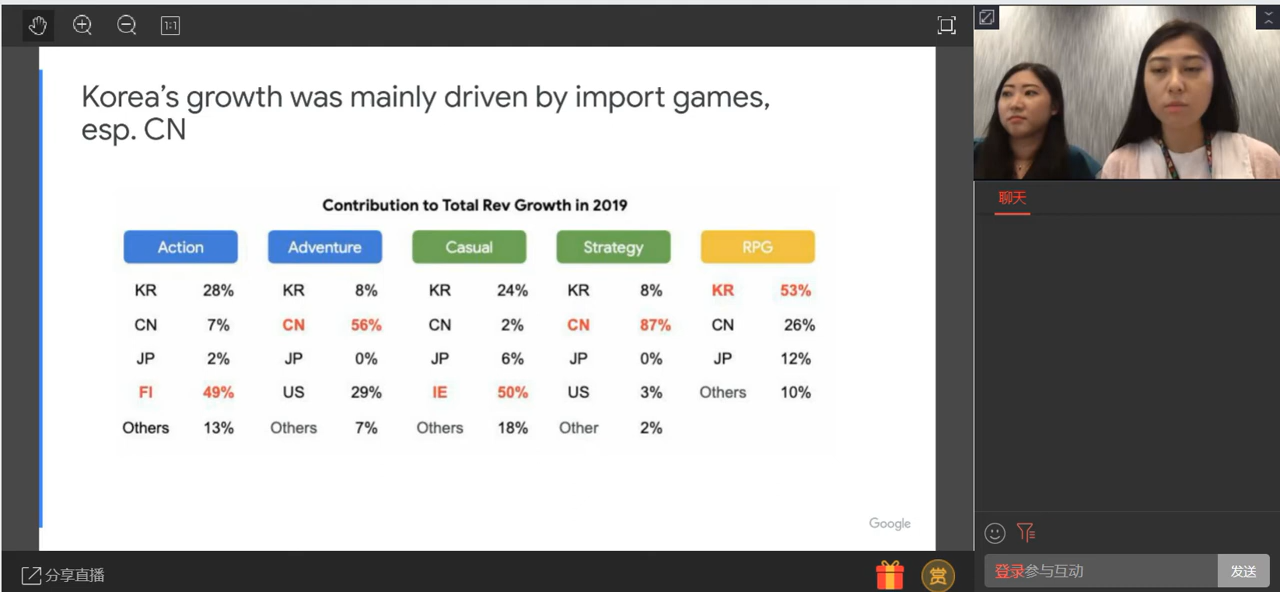 1:1
Korea's growth was mainly driven by import games,
esp. CN
Contribution to Total Rev Growth in 2019
Action Adventure Casual Strategy RPG
KR 28% KR 8% KR 24% KR 8% KR 53%
CN 7% CN 56% CN 2% CN 87% CN 26%
JP 2% JP 0% JP 6% JP 0% JP 12%
FI 49% US 29% IE 50% US 3% Others 10%
Others 13% Others 7% Others 18% Other 2%
Google
分享直播
赏
聊天
登录参与互动
发送